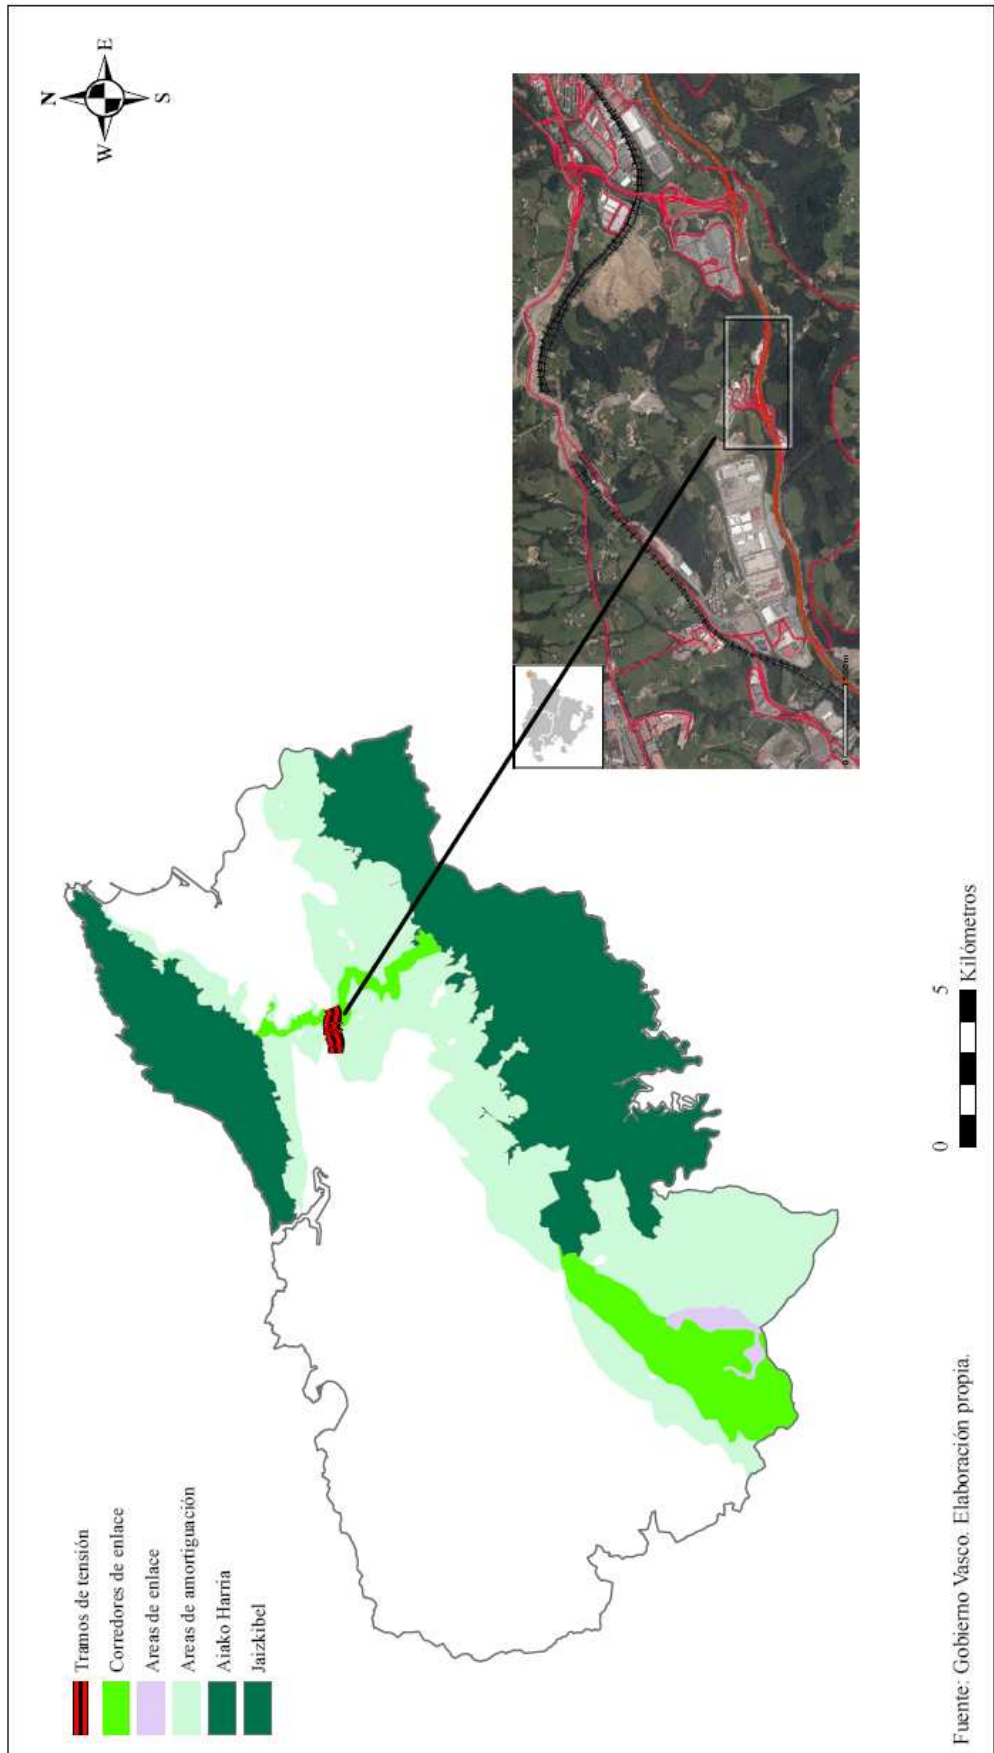 N
E
W
S
Tramos de tensión
Corredores de enlace
Areas de enlace
Areas de amortiguación
Aiako Harria
Jaizkibel
0
5
Kilómetros
Fuente: Gobierno Vasco. Elaboración propia.